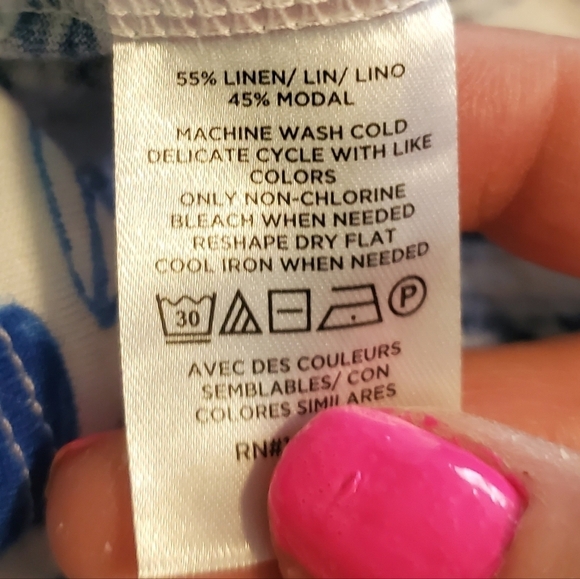 55% LINEN/ LIN/ LINO
45% MODAL
MACHINE WASH COLD
DELICATE CYCLE WITH LIKE
COLORS
ONLY NON-CHLORINE
BLEACH WHEN NEEDED
RESHAPE DRY FLAT
COOL IRON WHEN NEEDED
30 P
AVEC DES COULEURS
SEMBLABLES/ CON
COLORES SIMILARES
RN#